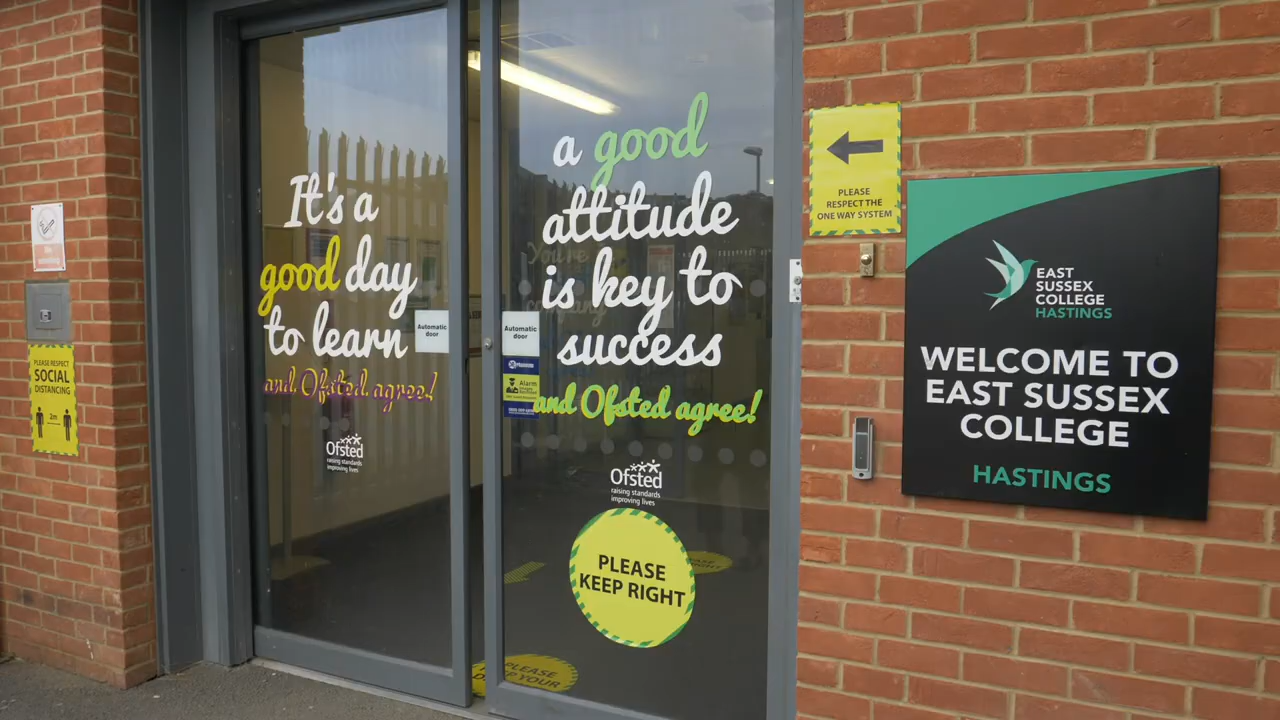 It's a
good day
to learn
and Ofsted agree!
Ofsted
raising standards
improving lives
Automatic
door
a good
attitude
is key to
success
and Ofsted agree!
Ofsted
raising standards
improving lives
Automatic
door
Alarm
PLEASE
KEEP RIGHT
PLEASE
YOUR
You're
PLEASE RESPECT
SOCIAL
DISTANCING
2m
PLEASE
RESPECT THE
ONE WAY SYSTEM
EAST
SUSSEX
COLLEGE
HASTINGS
WELCOME TO
EAST SUSSEX
COLLEGE
HASTINGS